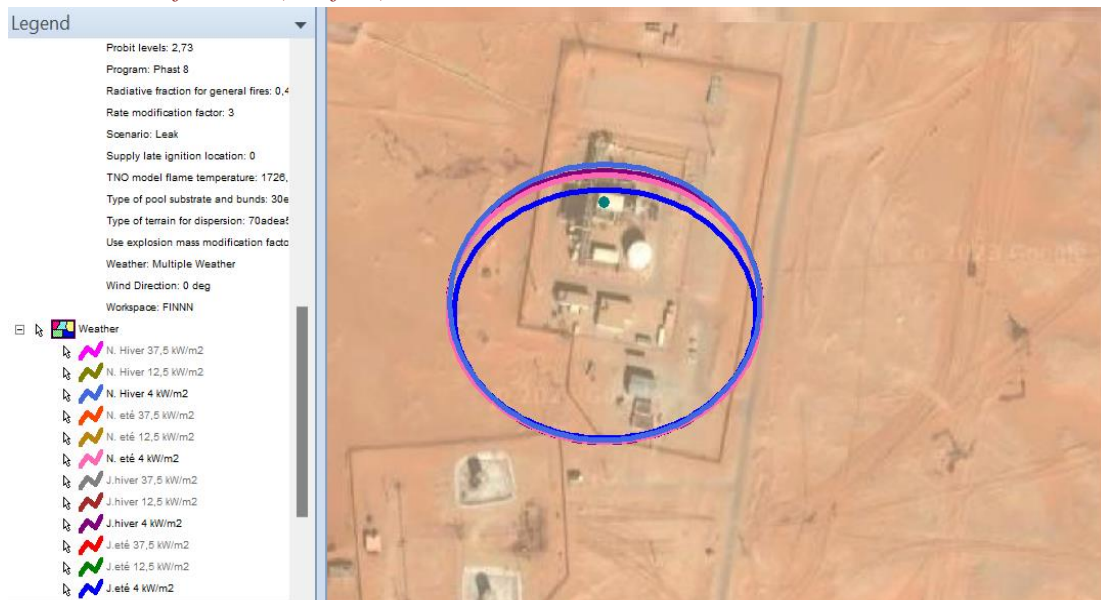 Legend
Probit levels: 2,73
Program: Phast 8
Radiative fraction for general fires: 0,4
Rate modification factor: 3
Scenario: Leak
Supply late ignition location: 0
TNO model flame temperature: 1726,
Type of pool substrate and bunds: 30e
Type of terrain for dispersion: 70adea
Use explosion mass modification facto
Weather: Multiple Weather
Wind Direction: 0 deg
Workspace: FINNN
Weather
N. Hiver 37,5 kW/m2
N. Hiver 12,5 kW/m2
N. Hiver 4 kW/m2
N. eté 37,5 kW/m2
N. eté 12,5 kW/m2
N. eté 4 kW/m2
J.hiver 37,5 kW/m2
J.hiver 12,5 kW/m2
J.hiver 4 kW/m2
J.eté 37,5 kW/m2
J.eté 12,5 kW/m2
J.eté 4 kW/m2